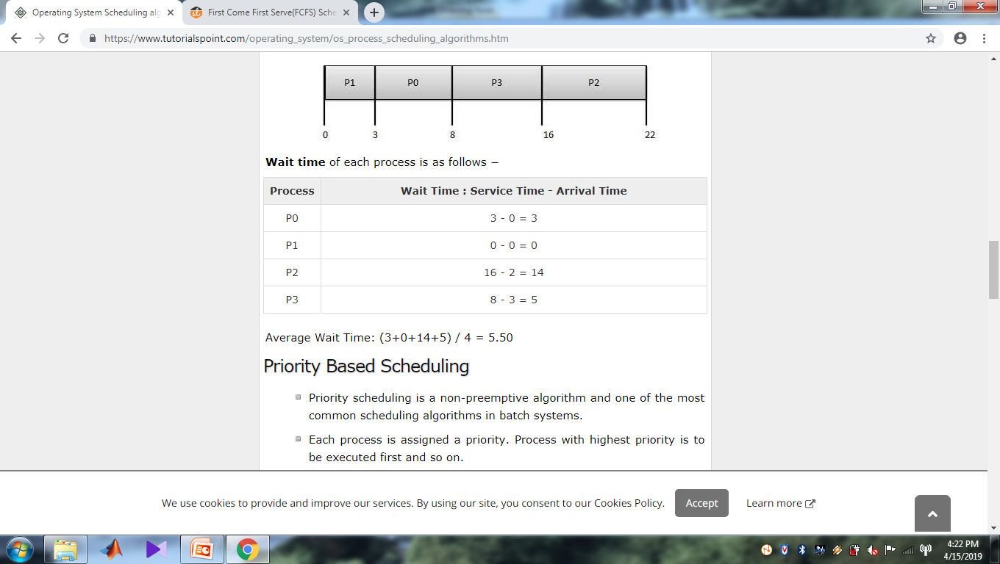 Operating System Scheduling alg
First Come First Serve(FCFS) Sche
https://www.tutorialspoint.com/operating_system/os_process_scheduling_algorithms.htm
P1 P0 P3 P2
0 3 8 16 22
Wait time of each process is as follows −
Process Wait Time : Service Time - Arrival Time
P0 3 - 0 = 3
P1 0 - 0 = 0
P2 16 - 2 = 14
P3 8 - 3 = 5
Average Wait Time: (3+0+14+5) / 4 = 5.50
Priority Based Scheduling
Priority scheduling is a non-preemptive algorithm and one of the most
common scheduling algorithms in batch systems.
Each process is assigned a priority. Process with highest priority is to
be executed first and so on.
We use cookies to provide and improve our services. By using our site, you consent to our Cookies Policy. Accept Learn more
4:22 PM
4/15/2019